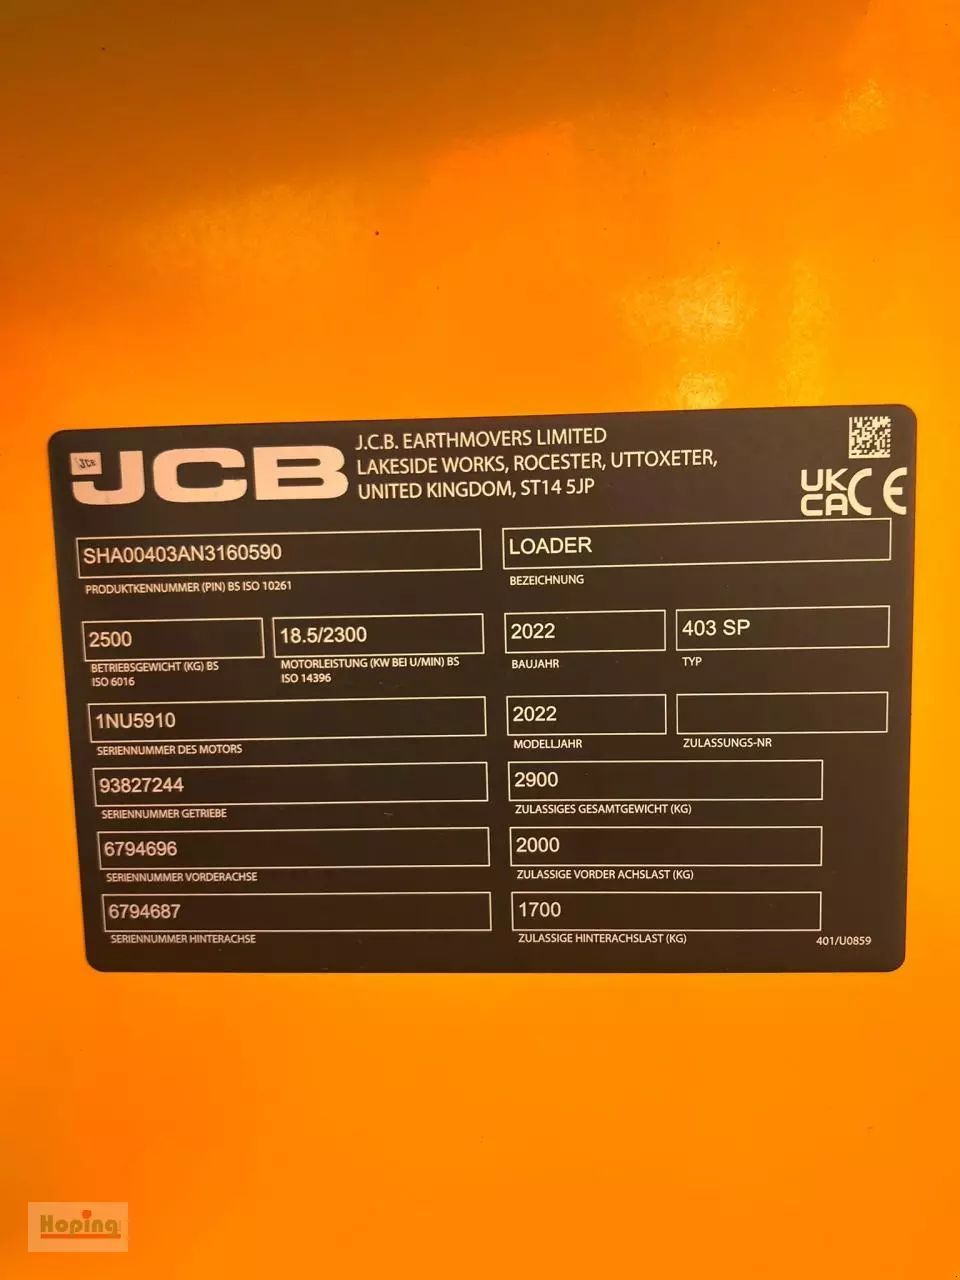 JCB
JCB
J.C.B. EARTHMOVERS LIMITED
LAKESIDE WORKS, ROCESTER, UTTOXETER,
UNITED KINGDOM, ST14 5JP
UK
CA
CE
SHA00403AN3160590
PRODUKTKENNUMMER (PIN) BS ISO 10261
LOADER
BEZEICHNUNG
2500
BETRIEBSGEWICHT (KG) BS
ISO 6016
18.5/2300
MOTORLEISTUNG (KW BEI U/MIN) BS
ISO 14396
2022
BAUJAHR
403 SP
TYP
1NU5910
SERIENNUMMER DES MOTORS
2022
MODELLJAHR
ZULASSUNGS-NR
93827244
SERIENNUMMER GETRIEBE
2900
ZULASSIGES GESAMTGEWICHT (KG)
6794696
SERIENNUMMER VORDERACHSE
2000
ZULASSIGE VORDER ACHSLAST (KG)
6794687
SERIENNUMMER HINTERACHSE
1700
ZULASSIGE HINTERACHSLAST (KG)
401/U0859
Hoping